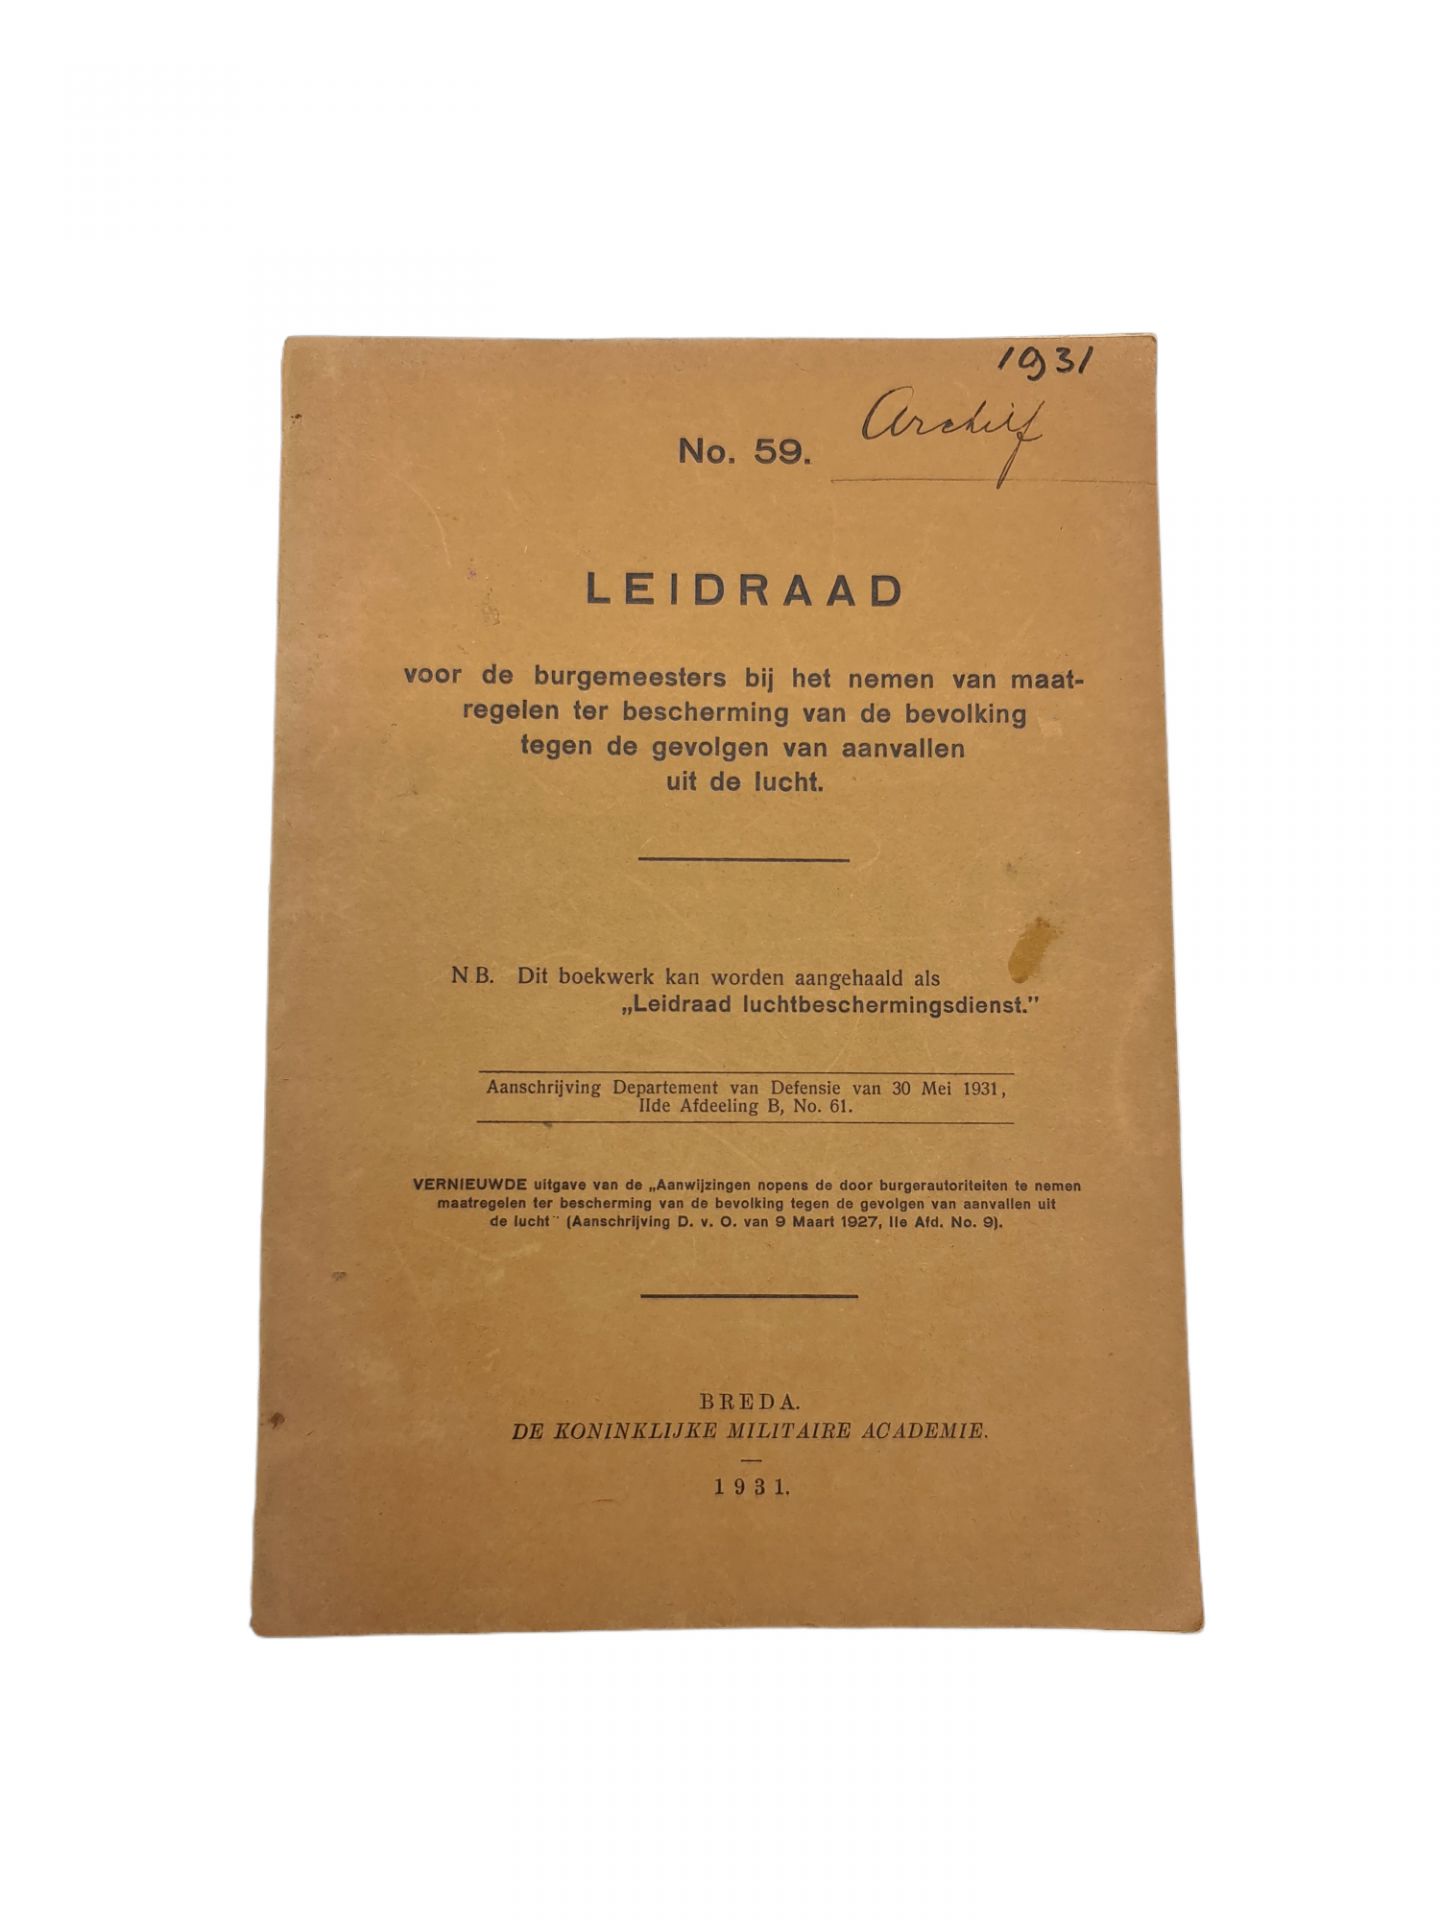 1931
Archief
No. 59.
LEIDRAAD
voor de burgemeesters bij het nemen van maat-
regelen ter bescherming van de bevolking
tegen de gevolgen van aanvallen
uit de lucht.
N.B. Dit boekwerk kan worden aangehaald als
„Leidraad luchtbeschermingsdienst.”
Aanschrijving Departement van Defensie van 30 Mei 1931,
IIde Afdeeling B, No. 61.
VERNIEUWDE uitgave van de „Aanwijzingen nopens de door burgerautoriteiten te nemen
maatregelen ter bescherming van de bevolking tegen de gevolgen van aanvallen uit
de lucht” (Aanschrijving D. v. O. van 9 Maart 1927, IIe Afd. No. 9).
BREDA.
DE KONINKLIJKE MILITAIRE ACADEMIE.
1931.